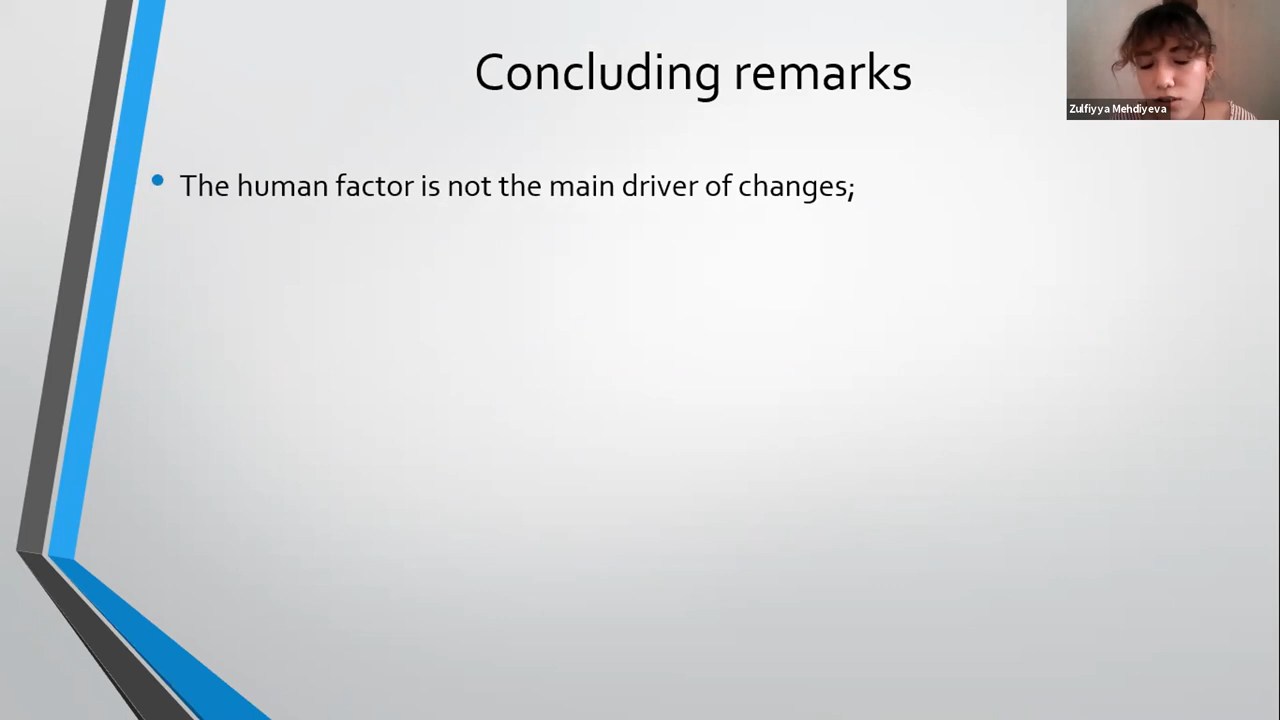 Concluding remarks
Zulfiyya Mehdiyeva
The human factor is not the main driver of changes;